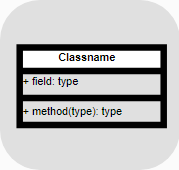 Classname
+ field: type
+ method(type): type